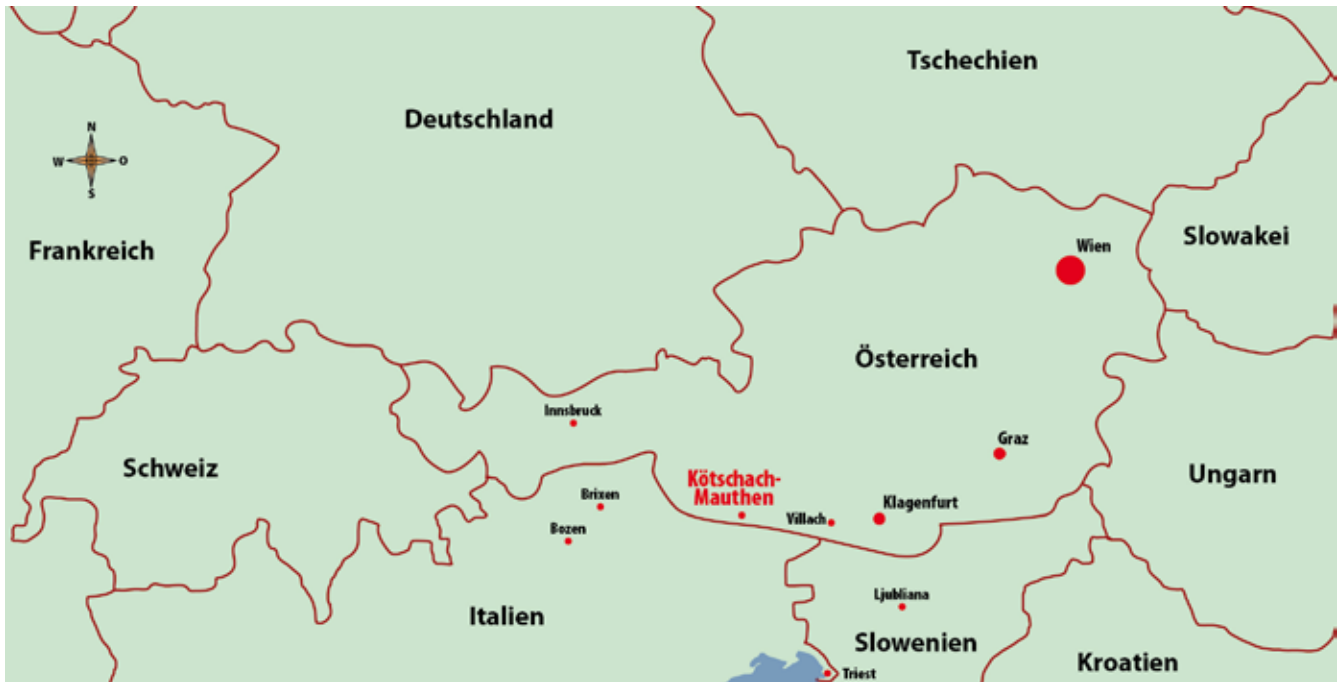 Tschechien
Deutschland
N
W
O
S
Frankreich
Slowakei
Wien
Österreich
Innsbruck
Graz
Schweiz
Kötschach-
Mauthen
Ungarn
Brixen
Klagenfurt
Villach
Bozen
Ljubliana
Italien
Slowenien
Kroatien
Triest